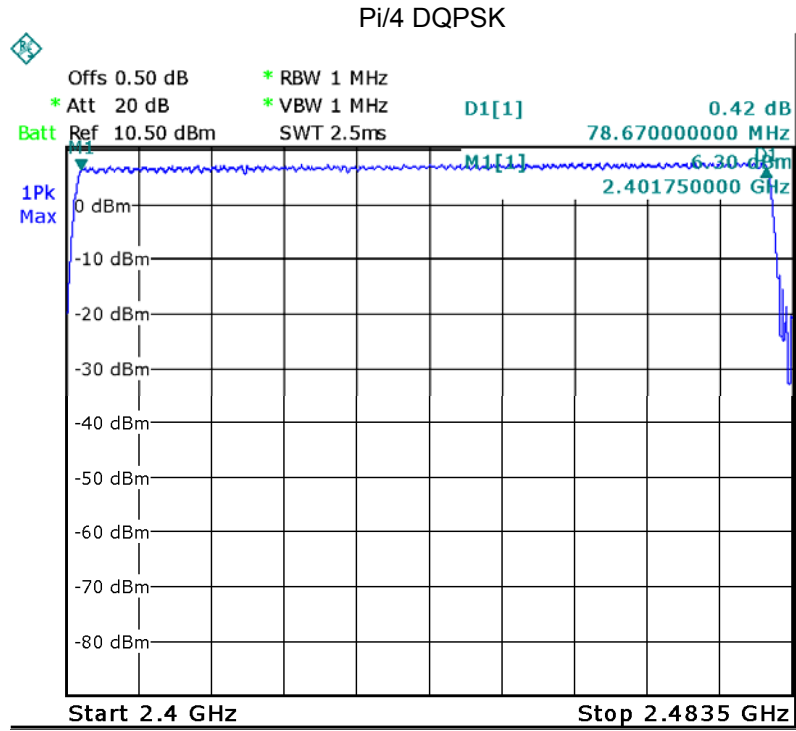 Pi/4 DQPSK
Offs 0.50 dB * RBW 1 MHz
* Att 20 dB * VBW 1 MHz D1[1] 0.42 dB
Batt Ref 10.50 dBm SWT 2.5ms 78.670000000 MHz
M1 M1[1] 6.30 dBm D1
1Pk 2.401750000 GHz
Max 0 dBm
-10 dBm
-20 dBm
-30 dBm
-40 dBm
-50 dBm
-60 dBm
-70 dBm
-80 dBm
Start 2.4 GHz Stop 2.4835 GHz